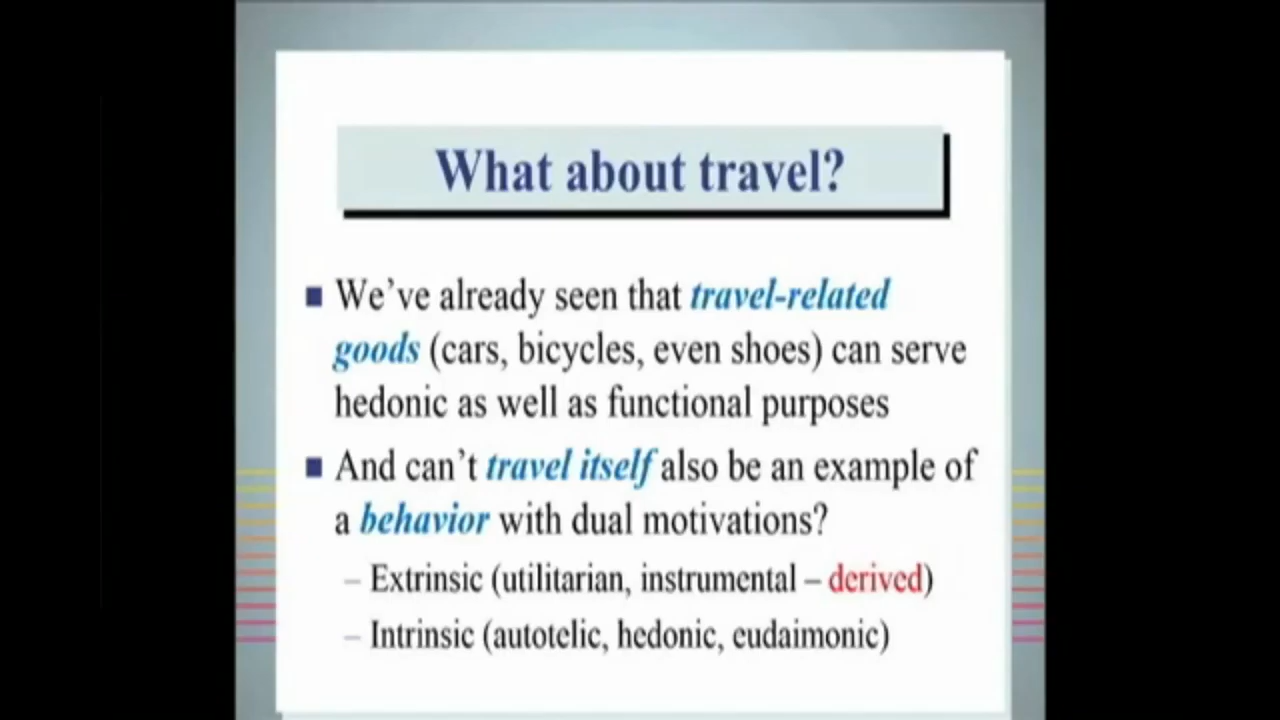 What about travel?
■ We've already seen that travel-related
goods (cars, bicycles, even shoes) can serve
hedonic as well as functional purposes
■ And can't travel itself also be an example of
a behavior with dual motivations?
– Extrinsic (utilitarian, instrumental – derived)
– Intrinsic (autotelic, hedonic, eudaimonic)